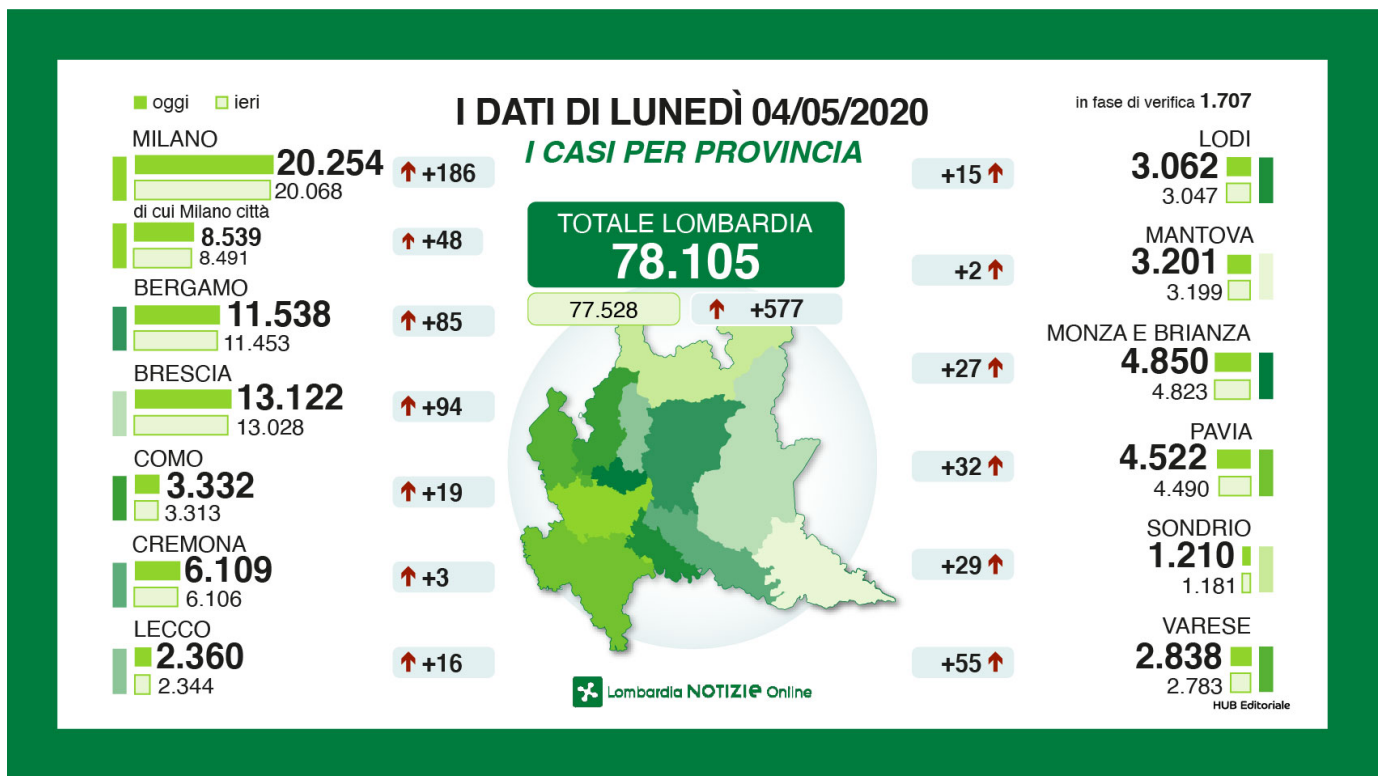 oggi ieri
I DATI DI LUNEDÌ 04/05/2020
I CASI PER PROVINCIA
in fase di verifica 1.707
MILANO
20.254
20.068
+186
di cui Milano città
8.539
8.491
+48
BERGAMO
11.538
11.453
+85
BRESCIA
13.122
13.028
+94
COMO
3.332
3.313
+19
CREMONA
6.109
6.106
+3
LECCO
2.360
2.344
+16
TOTALE LOMBARDIA
78.105
77.528
+577
LODI
3.062
3.047
+15
MANTOVA
3.201
3.199
+2
MONZA E BRIANZA
4.850
4.823
+27
PAVIA
4.522
4.490
+32
SONDRIO
1.210
1.181
+29
VARESE
2.838
2.783
+55
Lombardia NOTIZIe Online
HUB Editoriale